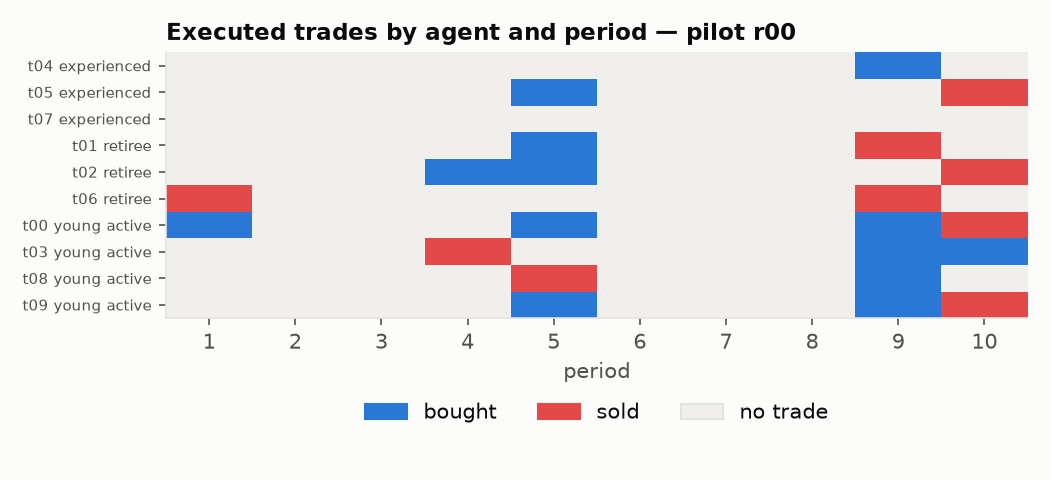 Executed trades by agent and period — pilot r00
t04 experienced
t05 experienced
t07 experienced
t01 retiree
t02 retiree
t06 retiree
t00 young active
t03 young active
t08 young active
t09 young active
1 2 3 4 5 6 7 8 9 10
period
bought sold no trade